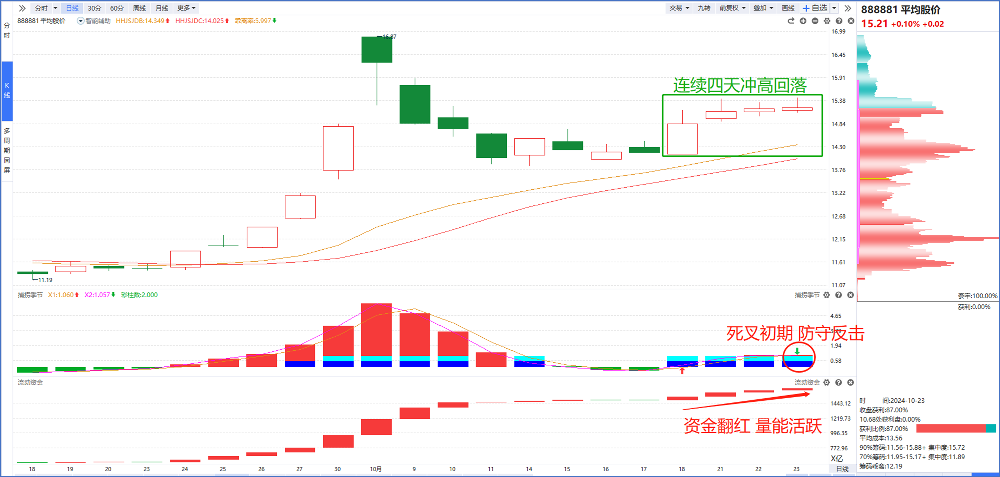 分时 日线 30分 60分 周线 月线 更多 交易 九转 前复权 叠加 画线 +自选
888881 平均股价
15.21 +0.10% +0.02
分时
K线
多周期同屏
888881 平均股价 智能辅助 HHJSJDB:14.349 HHJSJDC:14.025 乖离率:5.997
16.99
←16.87
16.45
15.91
连续四天冲高回落
15.38
14.84
14.30
13.76
13.22
12.68
12.15
11.61
←11.19
11.07
捕捞季节 X1:1.060 X2:1.057 彩柱数:2.000 捕捞季节
套牢:100.00%
获利:0.00%
4.65
死叉初期 防守反击
3.29
1.94
0.58
流动资金 流动资金
1443.12
1219.73
资金翻红 量能活跃
996.35
772.96
X亿
时 间:2024-10-23
收盘获利:87.00%
10.68处获利盘:0.00%
获利比例:87.00%
平均成本:13.56
90%筹码:11.56-15.88+ 集中度:15.72
70%筹码:11.95-15.17+ 集中度:11.89
筹码乖离:12.19
18 19 20 23 24 25 26 27 30 10月 9 10 11 14 15 16 17 18 21 22 23 日线